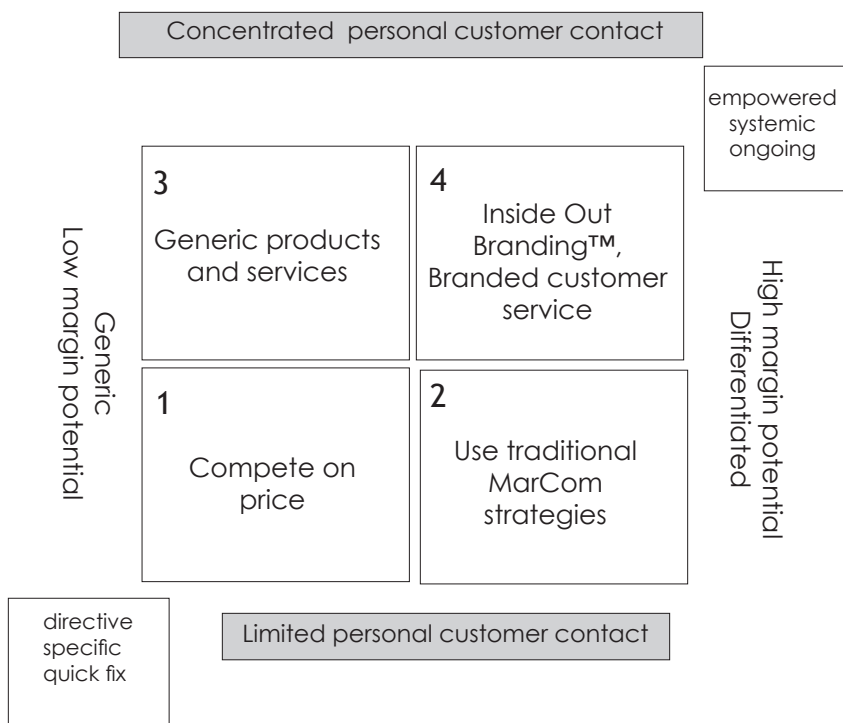 Concentrated  personal customer contact
empowered
systemic
ongoing
3
Generic products
and services
4
Inside Out
Branding™,
Branded customer
service
Generic
Low margin potential
High margin potential
Differentiated
1
Compete on
price
2
Use traditional
MarCom
strategies
directive
specific
quick fix
Limited personal customer contact